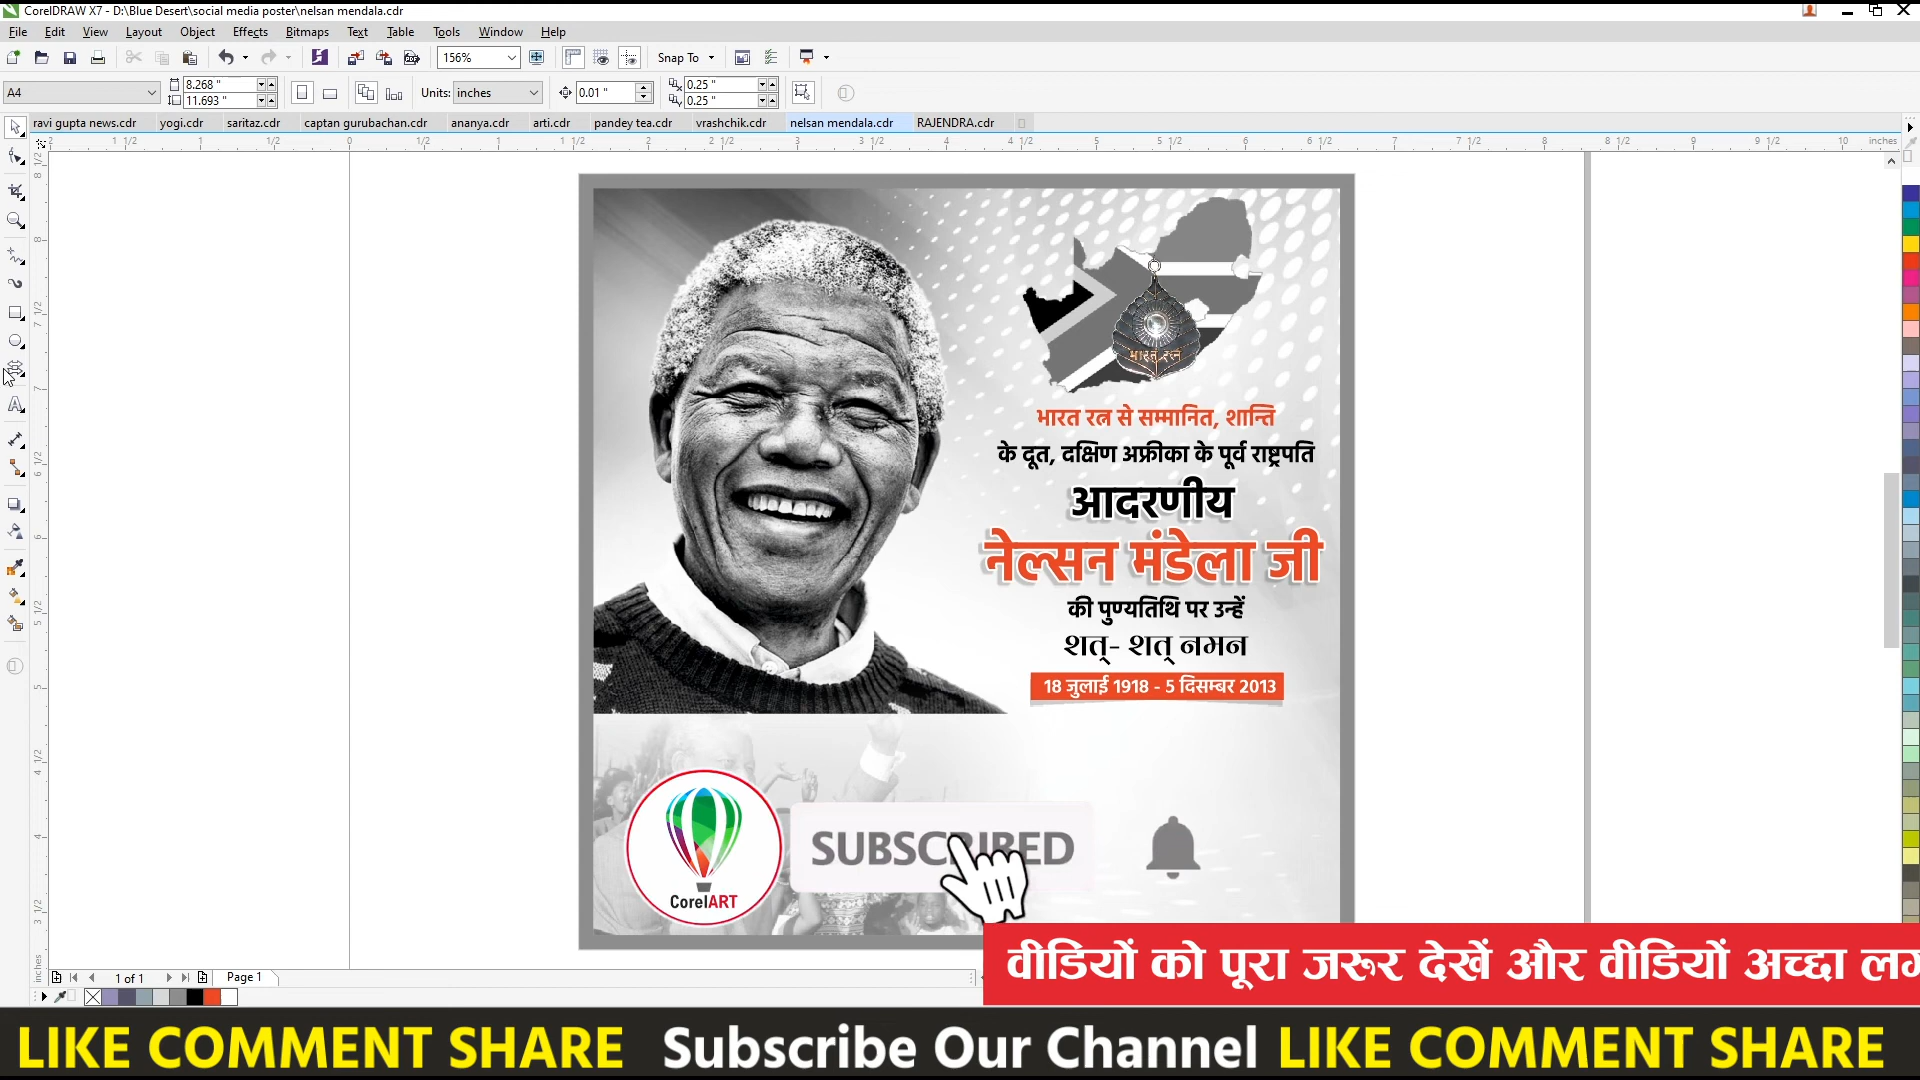 CorelDRAW X7 - D:\Blue Desert\social media poster\nelsan mendala.cdr
File Edit View Layout Object Effects Bitmaps Text Table Tools Window Help
156% Snap To
A4 8.268 " 11.693 " Units: inches 0.01 " 0.25 " 0.25 "
ravi gupta news.cdr yogi.cdr saritaz.cdr captan gurubachan.cdr ananya.cdr arti.cdr pandey tea.cdr vrashchik.cdr nelsan mendala.cdr RAJENDRA.cdr
भारत रत्न
भारत रत्न से सम्मानित, शान्ति
के दूत, दक्षिण अफ्रीका के पूर्व राष्ट्रपति
आदरणीय
नेल्सन मंडेला जी
की पुण्यतिथि पर उन्हें
शत्- शत् नमन
18 जुलाई 1918 - 5 दिसम्बर 2013
SUBSCRIBED
CorelART
वीडियों को पूरा जरूर देखें और वीडियों अच्छा
1 of 1 Page 1
LIKE COMMENT SHARE Subscribe Our Channel LIKE COMMENT SHARE